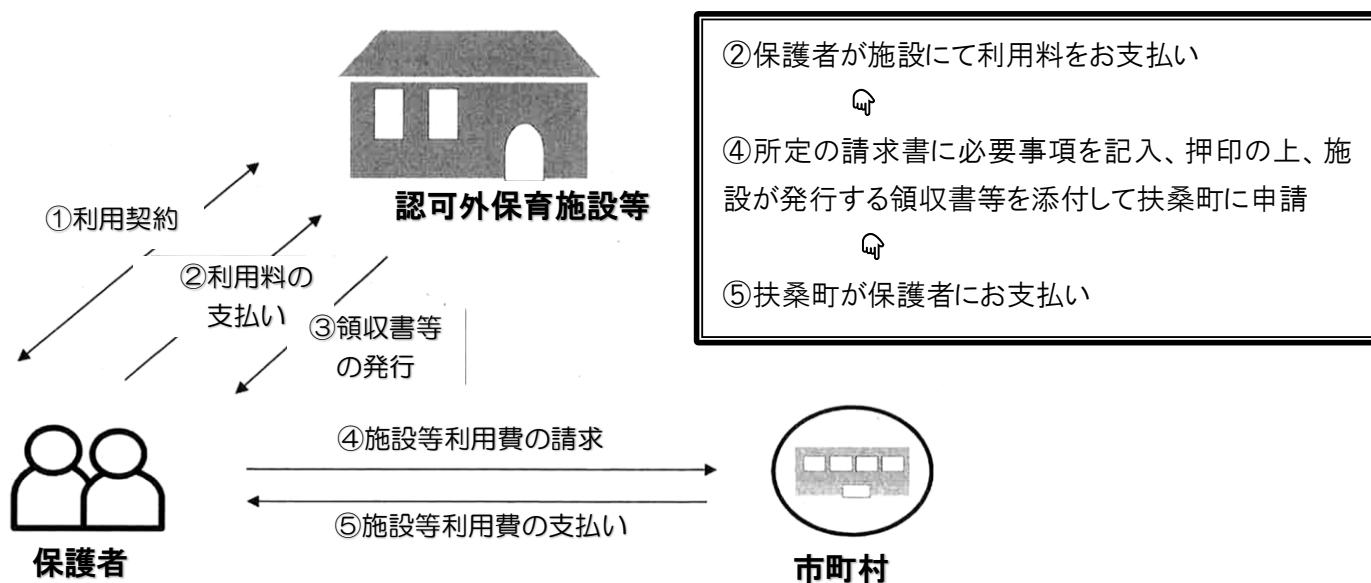 ②保護者が施設にて利用料をお支払い
④所定の請求書に必要事項を記入、押印の上、施
設が発行する領収書等を添付して扶桑町に申請
⑤扶桑町が保護者にお支払い
認可外保育施設等
①利用契約
②利用料の
支払い
③領収書等
の発行
④施設等利用費の請求
⑤施設等利用費の支払い
保護者
市町村